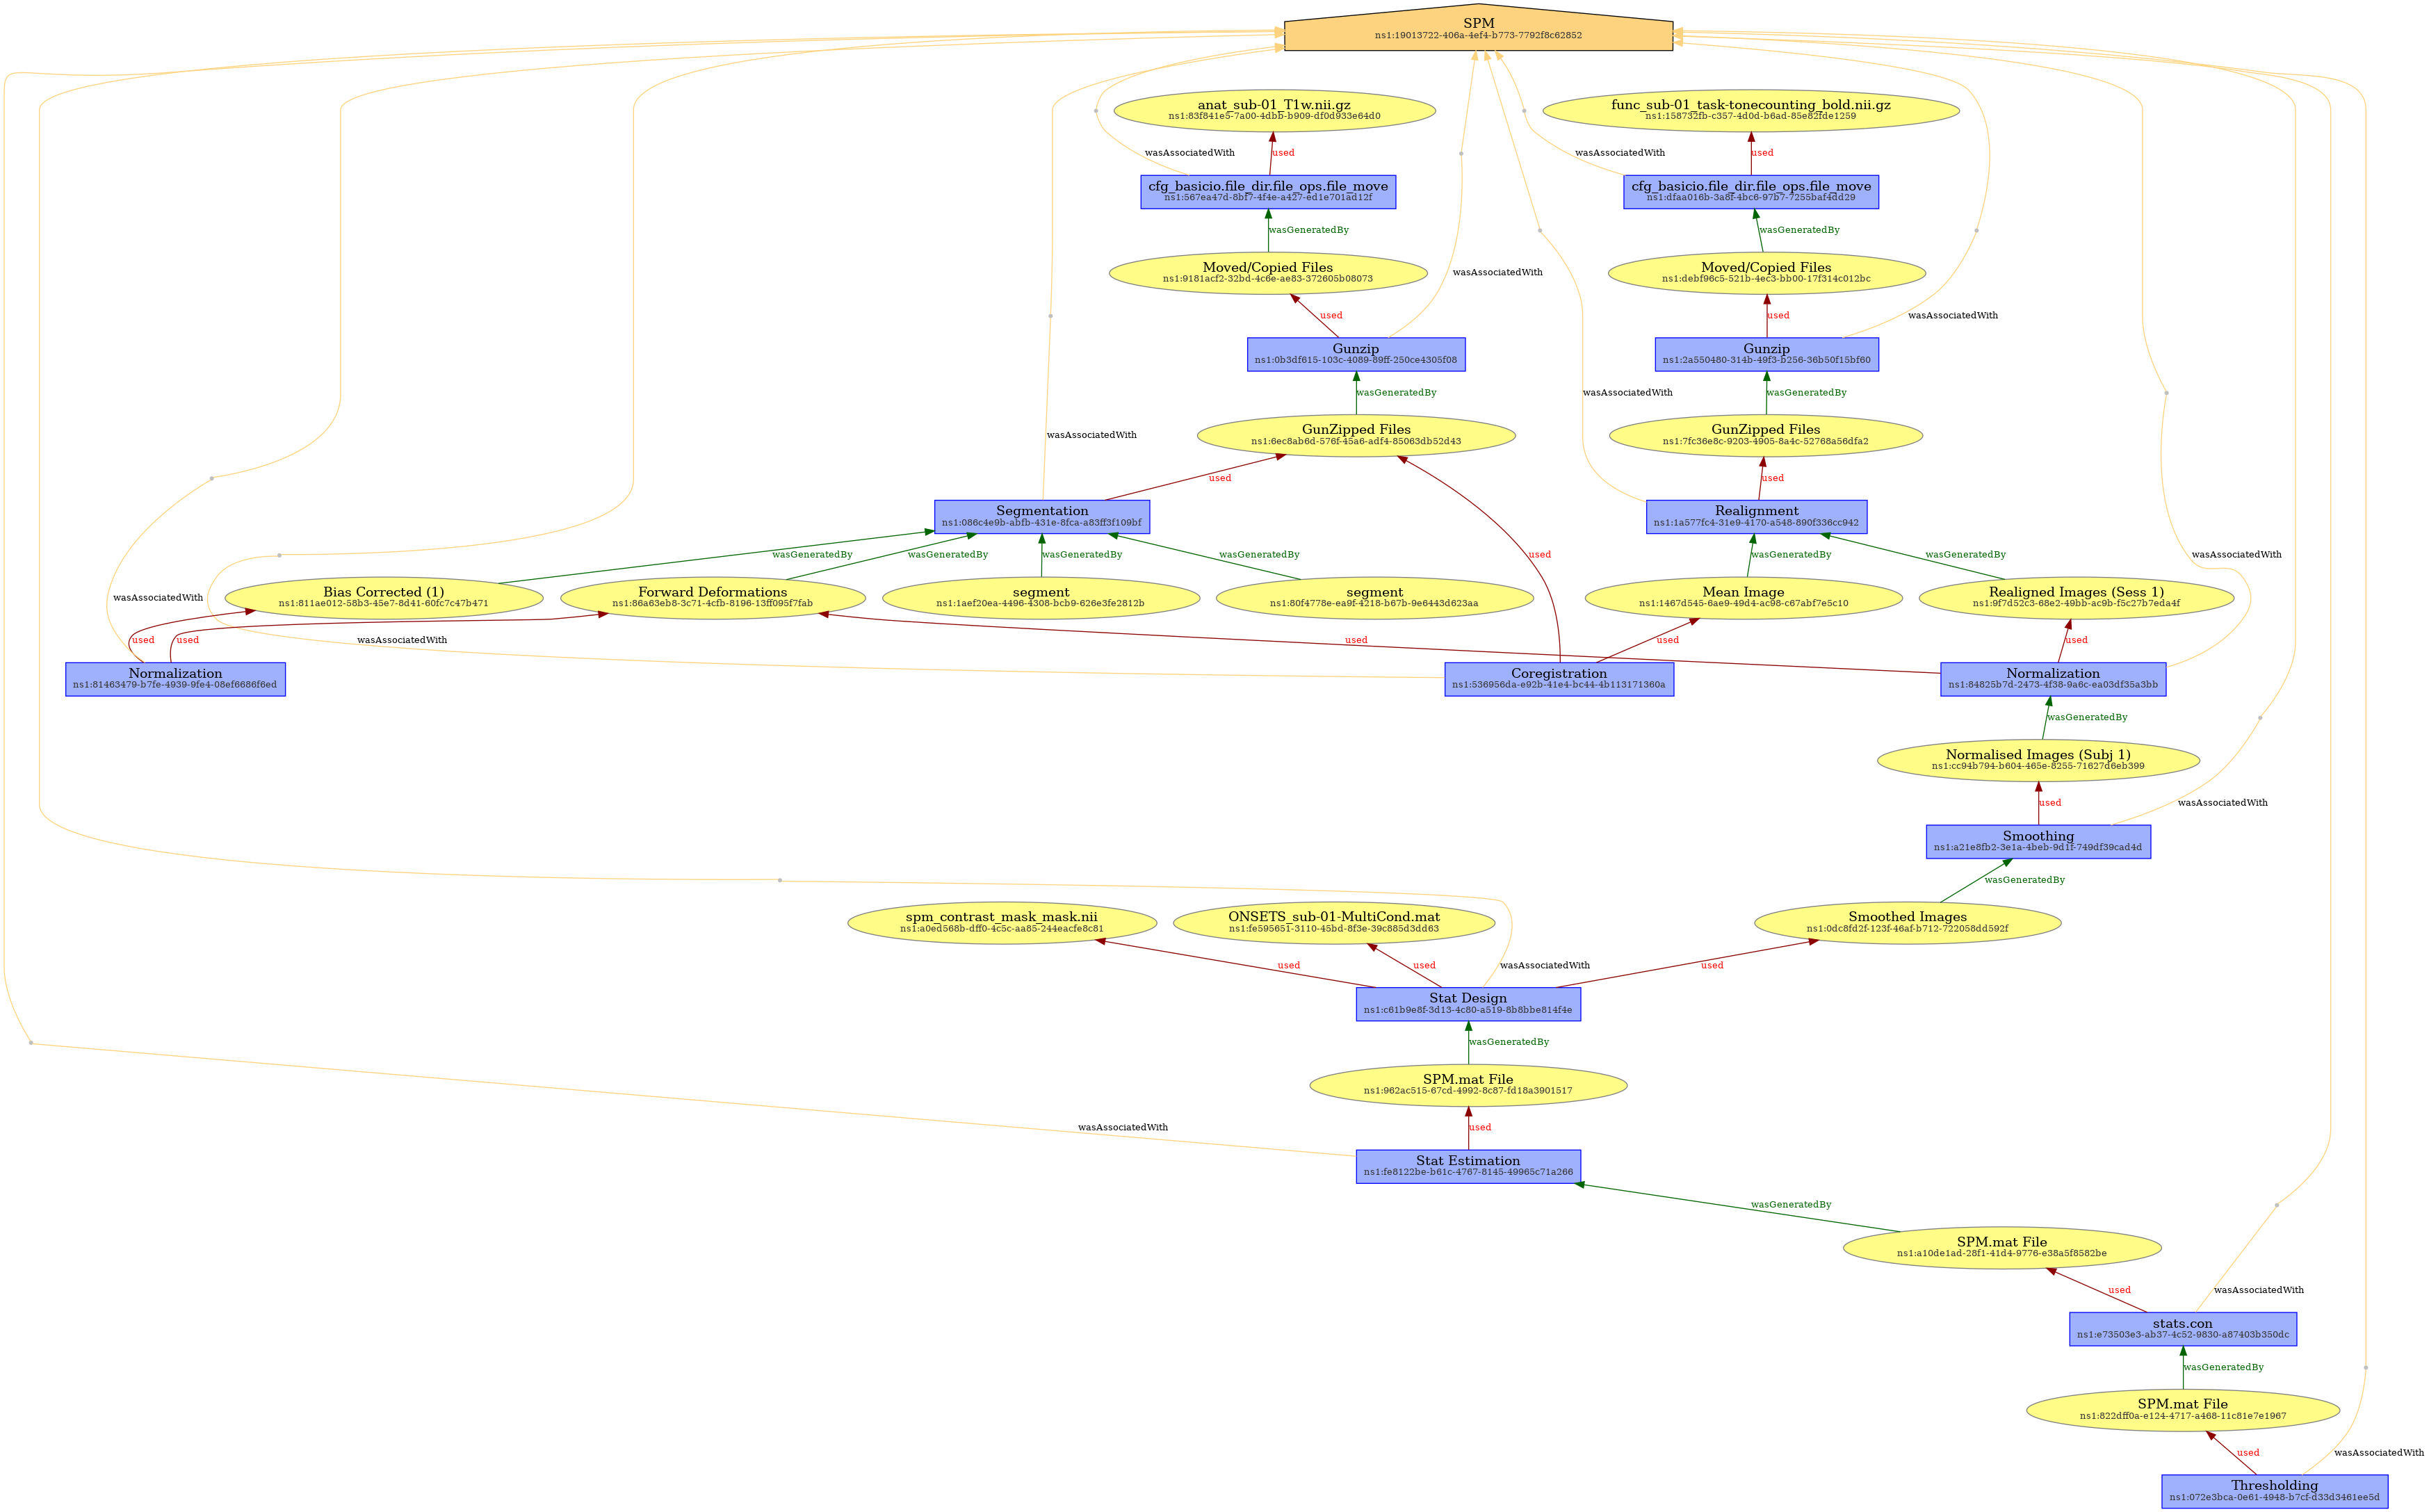 SPM
ns1:19013722-406a-4ef4-b773-7792f8c62852
anat_sub-01_T1w.nii.gz
ns1:83f841e5-7a00-4dbb-b909-df0d933e64d0
func_sub-01_task-tonecounting_bold.nii.gz
ns1:158732fb-c357-4d0d-b6ad-85e82fde1259
wasAssociatedWith
used
wasAssociatedWith
used
cfg_basicio.file_dir.file_ops.file_move
ns1:567ea47d-8bf7-4f4e-a427-ed1e701ad12f
cfg_basicio.file_dir.file_ops.file_move
ns1:dfaa016b-3a8f-4bc6-97b7-7255baf4dd29
wasGeneratedBy
wasGeneratedBy
Moved/Copied Files
ns1:9181acf2-32bd-4c6e-ae83-372605b08073
wasAssociatedWith
Moved/Copied Files
ns1:debf96c5-521b-4ec3-bb00-17f314c012bc
used
used
wasAssociatedWith
Gunzip
ns1:0b3df615-103c-4089-89ff-250ce4305f08
Gunzip
ns1:2a550480-314b-49f3-b256-36b50f15bf60
wasGeneratedBy
wasAssociatedWith
wasGeneratedBy
wasAssociatedWith
GunZipped Files
ns1:6ec8ab6d-576f-45a6-adf4-85063db52d43
GunZipped Files
ns1:7fc36e8c-9203-4905-8a4c-52768a56dfa2
used
used
Segmentation
ns1:086c4e9b-abfb-431e-8fca-a83ff3f109bf
Realignment
ns1:1a577fc4-31e9-4170-a548-890f336cc942
wasGeneratedBy
wasGeneratedBy
wasGeneratedBy
wasGeneratedBy
used
wasGeneratedBy
wasGeneratedBy
wasAssociatedWith
wasAssociatedWith
Bias Corrected (1)
ns1:811ae012-58b3-45e7-8d41-60fc7c47b471
Forward Deformations
ns1:86a63eb8-3c71-4cfb-8196-13ff095f7fab
segment
ns1:1aef20ea-4496-4308-bcb9-626e3fe2812b
segment
ns1:80f4778e-ea9f-4218-b67b-9e6443d623aa
Mean Image
ns1:1467d545-6ae9-49d4-ac98-c67abf7e5c10
Realigned Images (Sess 1)
ns1:9f7d52c3-68e2-49bb-ac9b-f5c27b7eda4f
used
used
wasAssociatedWith
used
used
used
Normalization
ns1:81463479-b7fe-4939-9fe4-08ef6686f6ed
Coregistration
ns1:536956da-e92b-41e4-bc44-4b113171360a
Normalization
ns1:84825b7d-2473-4f38-9a6c-ea03df35a3bb
wasGeneratedBy
Normalised Images (Subj 1)
ns1:cc94b794-b604-465e-8255-71627d6eb399
used
wasAssociatedWith
Smoothing
ns1:a21e8fb2-3e1a-4beb-9d1f-749df39cad4d
wasGeneratedBy
spm_contrast_mask_mask.nii
ns1:a0ed568b-dff0-4c5c-aa85-244eacfe8c81
ONSETS_sub-01-MultiCond.mat
ns1:fe595651-3110-45bd-8f3e-39c885d3dd63
Smoothed Images
ns1:0dc8fd2f-123f-46af-b712-722058dd592f
used
used
wasAssociatedWith
used
Stat Design
ns1:c61b9e8f-3d13-4c80-a519-8b8bbe814f4e
wasGeneratedBy
SPM.mat File
ns1:962ac515-67cd-4992-8c87-fd18a3901517
wasAssociatedWith
used
Stat Estimation
ns1:fe8122be-b61c-4767-8145-49965c71a266
wasGeneratedBy
SPM.mat File
ns1:a10de1ad-28f1-41d4-9776-e38a5f8582be
used
wasAssociatedWith
stats.con
ns1:e73503e3-ab37-4c52-9830-a87403b350dc
wasGeneratedBy
SPM.mat File
ns1:822dff0a-e124-4717-a468-11c81e7e1967
used
wasAssociatedWith
Thresholding
ns1:072e3bca-0e61-4948-b7cf-d33d3461ee5d